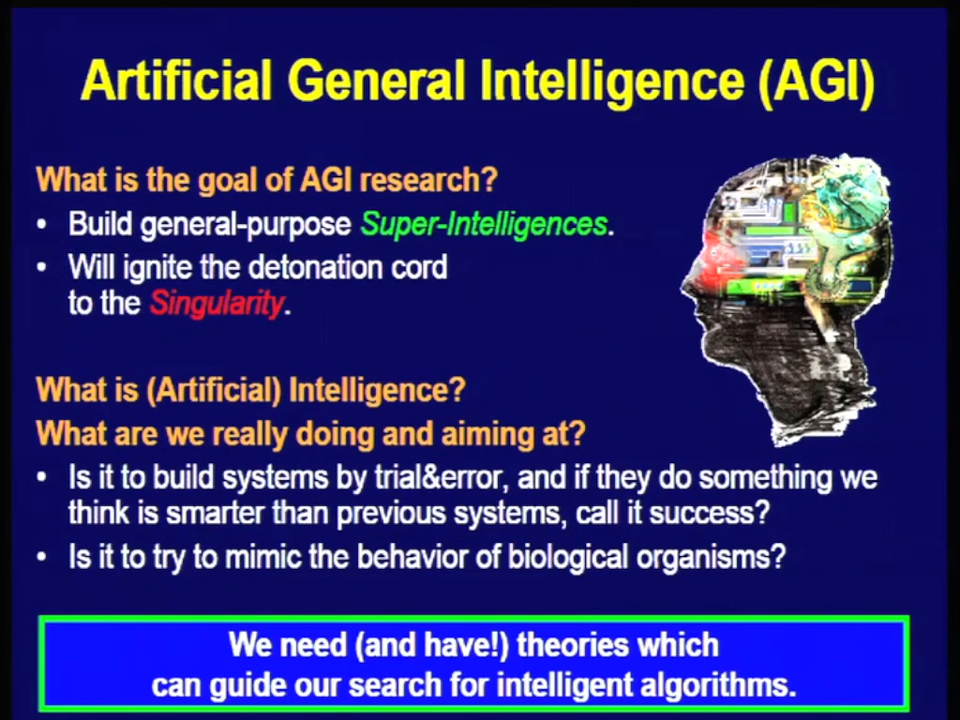 Artificial General Intelligence (AGI)
What is the goal of AGI research?
• Build general-purpose Super-Intelligences.
• Will ignite the detonation cord
to the Singularity.
What is (Artificial) Intelligence?
What are we really doing and aiming at?
• Is it to build systems by trial&error, and if they do something we
think is smarter than previous systems, call it success?
• Is it to try to mimic the behavior of biological organisms?
We need (and have!) theories which
can guide our search for intelligent algorithms.